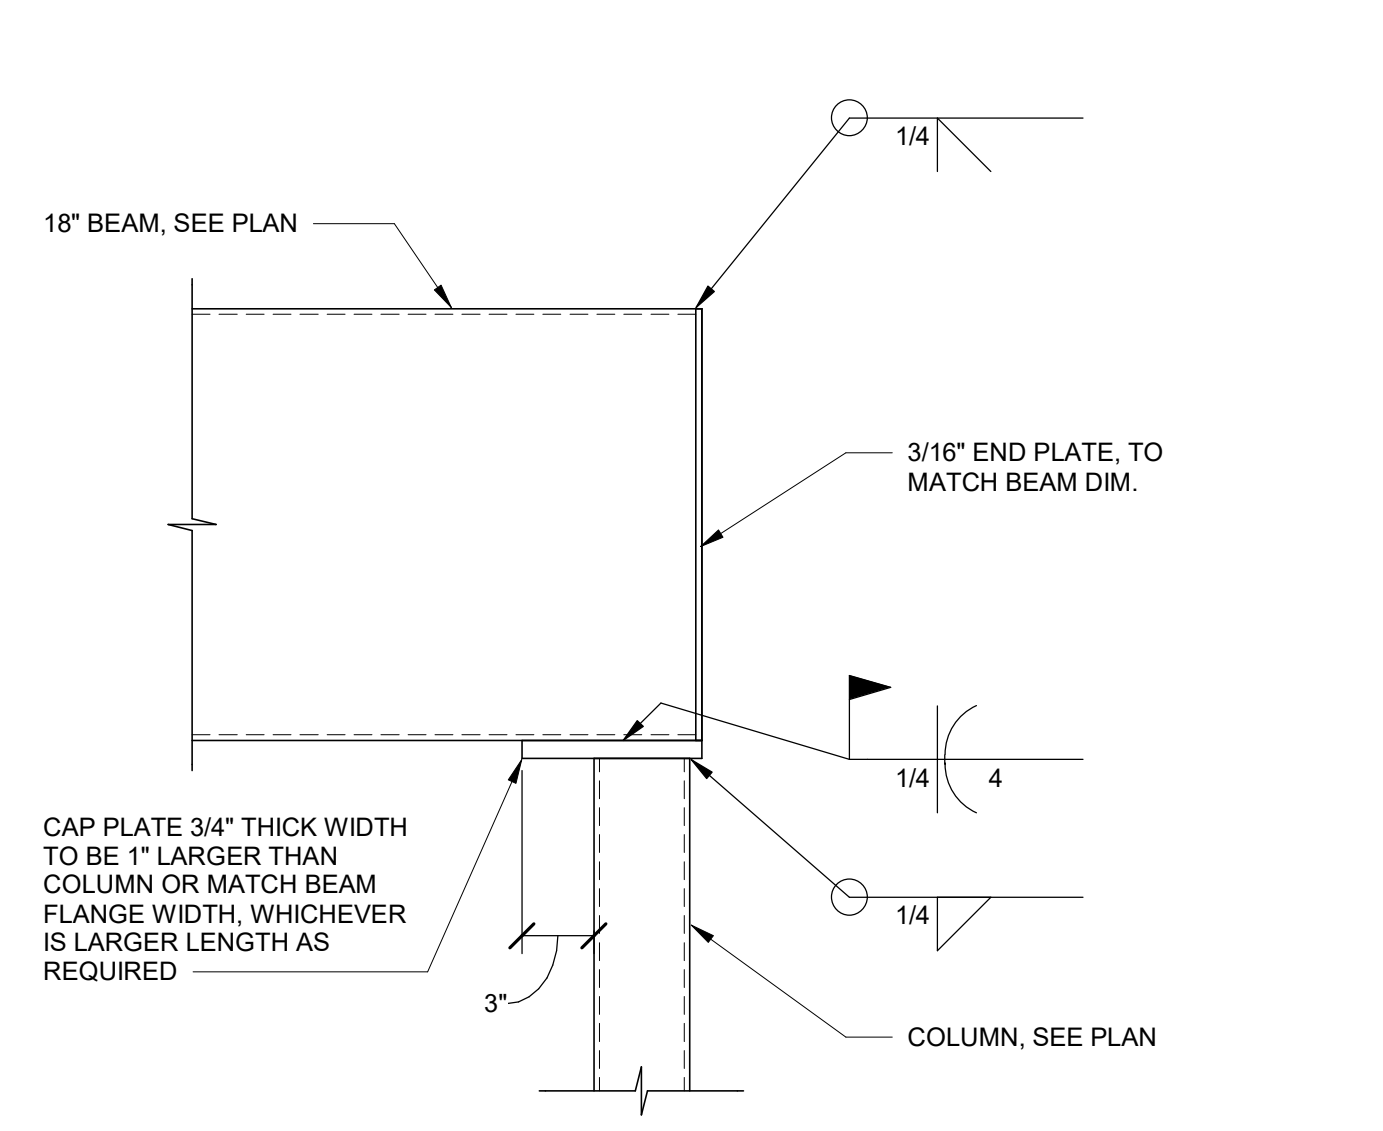 1/4
18" BEAM, SEE PLAN
3/16" END PLATE, TO
MATCH BEAM DIM.
1/4 4
CAP PLATE 3/4" THICK WIDTH
TO BE 1" LARGER THAN
COLUMN OR MATCH BEAM
FLANGE WIDTH, WHICHEVER
IS LARGER LENGTH AS
REQUIRED
1/4
3"
COLUMN, SEE PLAN